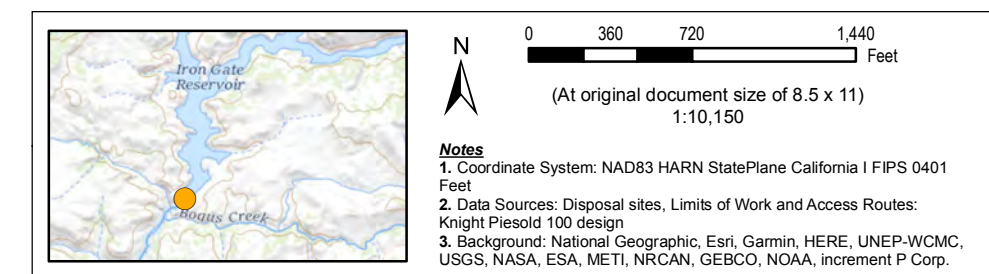 Iron Gate
Reservoir
Bogus Creek
N
0 360 720 1,440
Feet
(At original document size of 8.5 x 11)
1:10,150
Notes
1. Coordinate System: NAD83 HARN StatePlane California I FIPS 0401
Feet
2. Data Sources: Disposal sites, Limits of Work and Access Routes:
Knight Piesold 100 design
3. Background: National Geographic, Esri, Garmin, HERE, UNEP-WCMC,
USGS, NASA, ESA, METI, NRCAN, GEBCO, NOAA, increment P Corp.